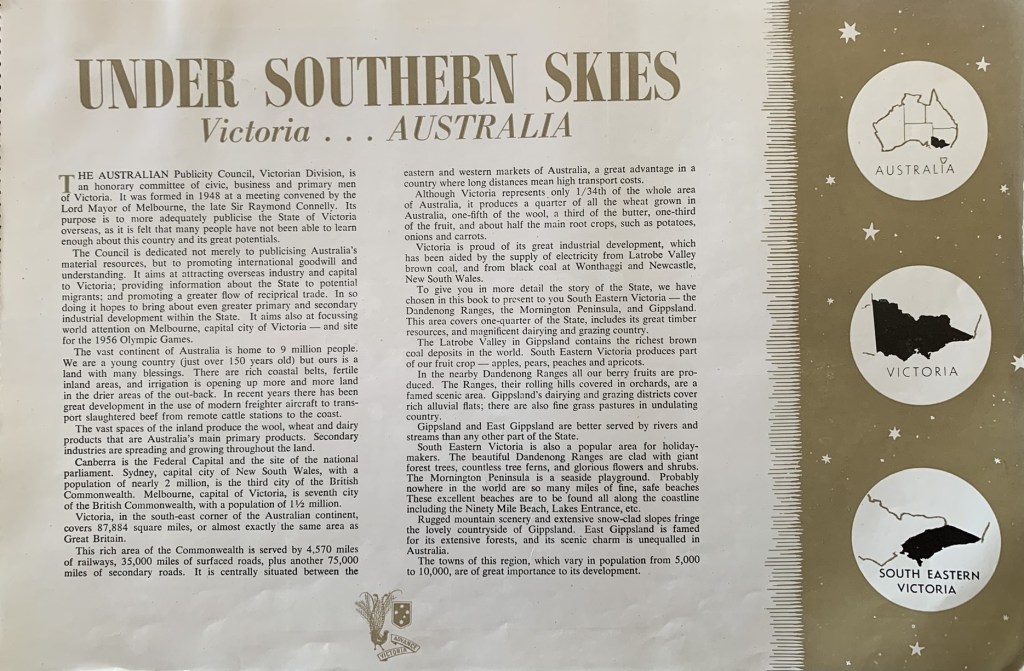 UNDER SOUTHERN SKIES
Victoria . . . AUSTRALIA
THE AUSTRALIAN Publicity Council, Victorian Division, is
an honorary committee of civic, business and primary men
of Victoria. It was formed in 1948 at a meeting convened by the
Lord Mayor of Melbourne, the late Sir Raymond Connelly. Its
purpose is to more adequately publicise the State of Victoria
overseas, as it is felt that many people have not been able to learn
enough about this country and its great potentials.
The Council is dedicated not merely to publicising Australia's
material resources, but to promoting international goodwill and
understanding. It aims at attracting overseas industry and capital
to Victoria; providing information about the State to potential
migrants; and promoting a greater flow of reciprical trade. In so
doing it hopes to bring about even greater primary and secondary
industrial development within the State. It aims also at focussing
world attention on Melbourne, capital city of Victoria — and site
for the 1956 Olympic Games.
The vast continent of Australia is home to 9 million people.
We are a young country (just over 150 years old) but ours is a
land with many blessings. There are rich coastal belts, fertile
inland areas, and irrigation is opening up more and more land
in the drier areas of the out-back. In recent years there has been
great development in the use of modern freighter aircraft to trans-
port slaughtered beef from remote cattle stations to the coast.
The vast spaces of the inland produce the wool, wheat and dairy
products that are Australia's main primary products. Secondary
industries are spreading and growing throughout the land.
Canberra is the Federal Capital and the site of the national
parliament. Sydney, capital city of New South Wales, with a
population of nearly 2 million, is the third city of the British
Commonwealth. Melbourne, capital of Victoria, is seventh city
of the British Commonwealth, with a population of 1½ million.
Victoria, in the south-east corner of the Australian continent,
covers 87,884 square miles, or almost exactly the same area as
Great Britain.
This rich area of the Commonwealth is served by 4,570 miles
of railways, 35,000 miles of surfaced roads, plus another 75,000
miles of secondary roads. It is centrally situated between the
eastern and western markets of Australia, a great advantage in a
country where long distances mean high transport costs.
Although Victoria represents only 1/34th of the whole area
of Australia, it produces a quarter of all the wheat grown in
Australia, one-fifth of the wool, a third of the butter, one-third
of the fruit, and about half the main root crops, such as potatoes,
onions and carrots.
Victoria is proud of its great industrial development, which
has been aided by the supply of electricity from Latrobe Valley
brown coal, and from black coal at Wonthaggi and Newcastle,
New South Wales.
To give you in more detail the story of the State, we have
chosen in this book to present to you South Eastern Victoria — the
Dandenong Ranges, the Mornington Peninsula, and Gippsland.
This area covers one-quarter of the State, includes its great timber
resources, and magnificent dairying and grazing country.
The Latrobe Valley in Gippsland contains the richest brown
coal deposits in the world. South Eastern Victoria produces part
of our fruit crop — apples, pears, peaches and apricots.
In the nearby Dandenong Ranges all our berry fruits are pro-
duced. The Ranges, their rolling hills covered in orchards, are a
famed scenic area. Gippsland's dairying and grazing districts cover
rich alluvial flats; there are also fine grass pastures in undulating
country.
Gippsland and East Gippsland are better served by rivers and
streams than any other part of the State.
South Eastern Victoria is also a popular area for holiday-
makers. The beautiful Dandenong Ranges are clad with giant
forest trees, countless tree ferns, and glorious flowers and shrubs.
The Mornington Peninsula is a seaside playground. Probably
nowhere in the world are so many miles of fine, safe beaches
These excellent beaches are to be found all along the coastline
including the Ninety Mile Beach, Lakes Entrance, etc.
Rugged mountain scenery and extensive snow-clad slopes fringe
the lovely countryside of Gippsland. East Gippsland is famed
for its extensive forests, and its scenic charm is unequalled in
Australia.
The towns of this region, which vary in population from 5,000
to 10,000, are of great importance to its development.
ADVANCE
VICTORIA
AUSTRALIA
VICTORIA
SOUTH EASTERN
VICTORIA